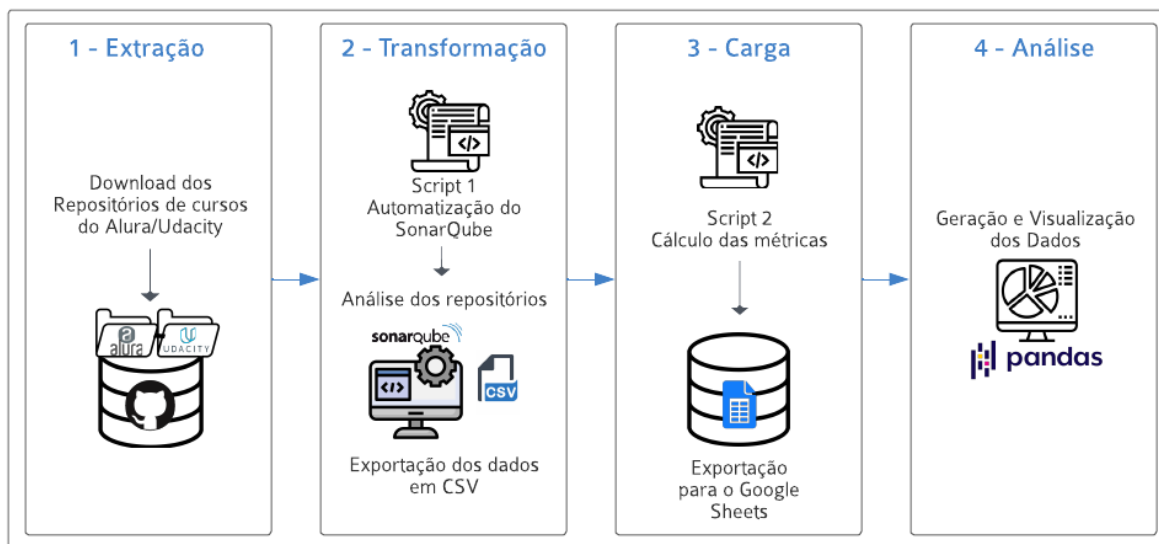 1 - Extração
Download dos
Repositórios de cursos
do Alura/Udacity
alura
UDACITY
2 - Transformação
Script 1
Automatização do
SonarQube
Análise dos repositórios
sonarqube
</>
</>
CSV
Exportação dos dados
em CSV
3 - Carga
</>
Script 2
Cálculo das métricas
Exportação
para o Google
Sheets
4 - Análise
Geração e Visualização
dos Dados
pandas